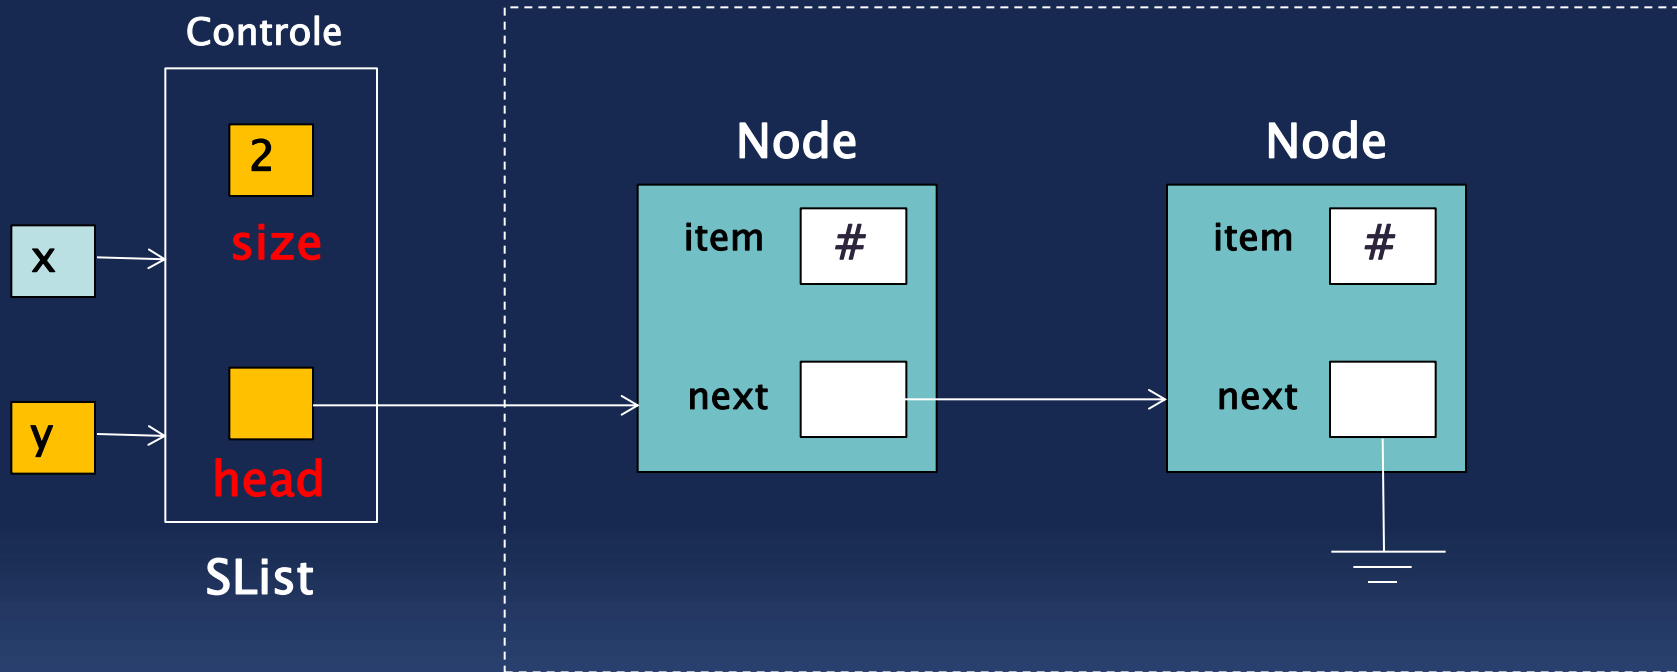 Controle
2
size
x
y
head
SList
Node
item #
next
Node
item #
next